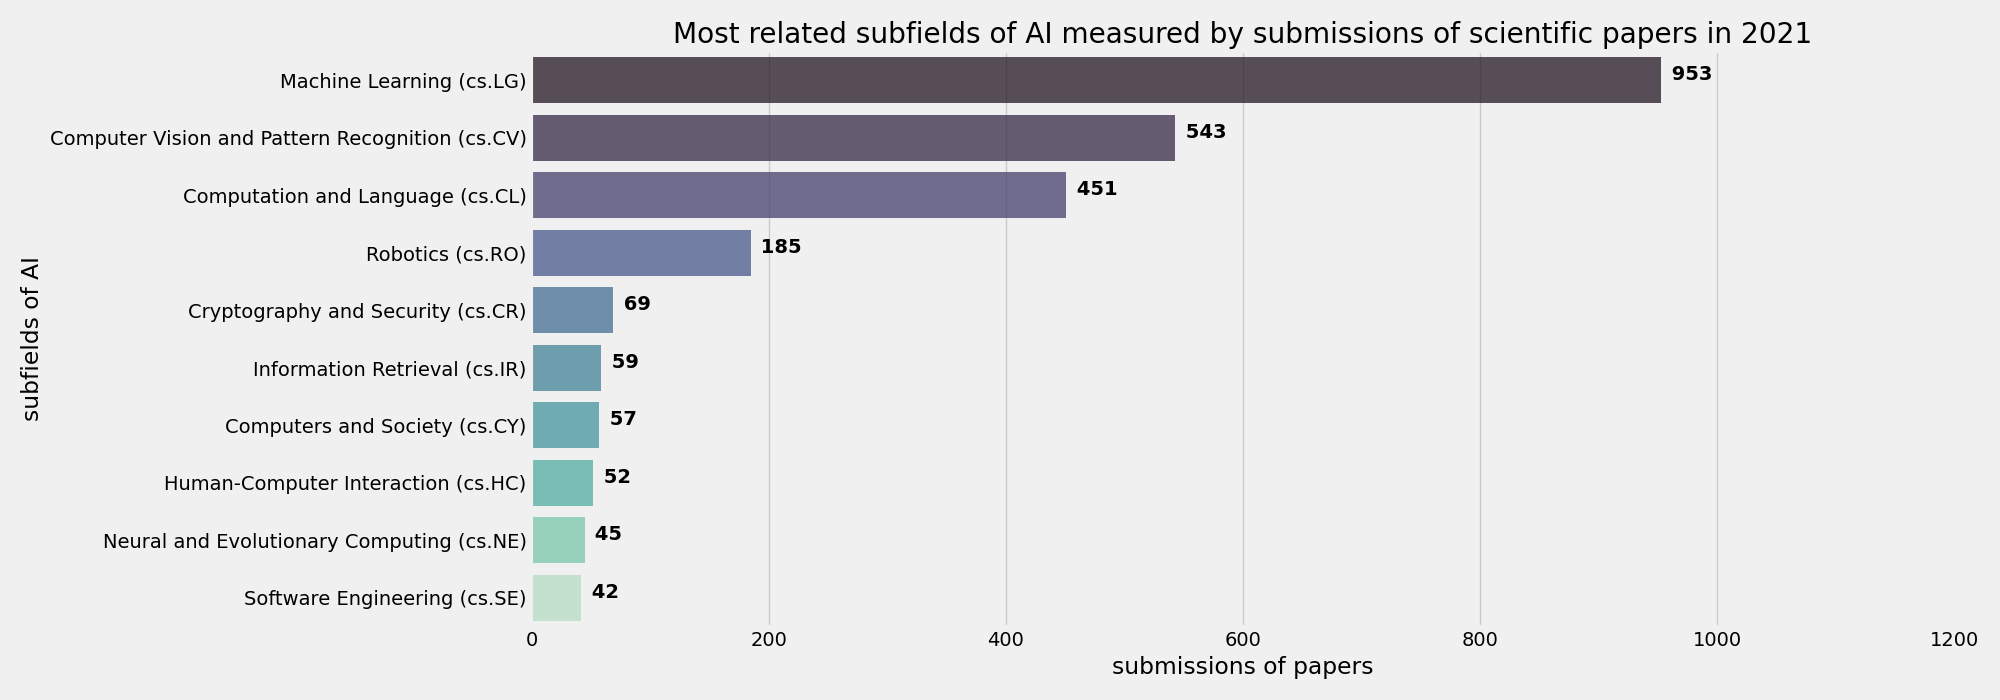 Most related subfields of AI measured by submissions of scientific papers in 2021
subfields of AI
Machine Learning (cs.LG) 953
Computer Vision and Pattern Recognition (cs.CV) 543
Computation and Language (cs.CL) 451
Robotics (cs.RO) 185
Cryptography and Security (cs.CR) 69
Information Retrieval (cs.IR) 59
Computers and Society (cs.CY) 57
Human-Computer Interaction (cs.HC) 52
Neural and Evolutionary Computing (cs.NE) 45
Software Engineering (cs.SE) 42
0 200 400 600 800 1000 1200
submissions of papers